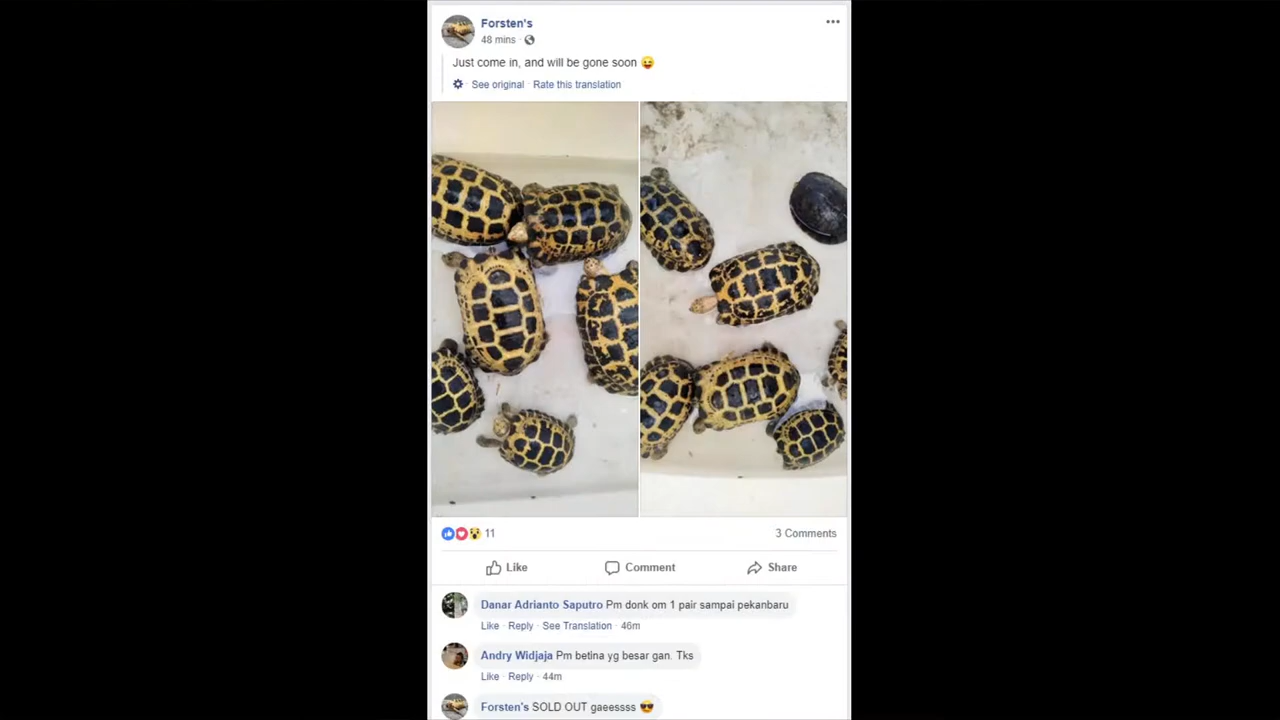 Forsten's
48 mins ·
Just come in, and will be gone soon 😜
· See original · Rate this translation
11
3 Comments
Like
Comment
Share
Danar Adrianto Saputro Pm donk om 1 pair sampai pekanbaru
Like · Reply · See Translation · 46m
Andry Widjaja Pm betina yg besar gan. Tks
Like · Reply · 44m
Forsten's SOLD OUT gaeessss 😎